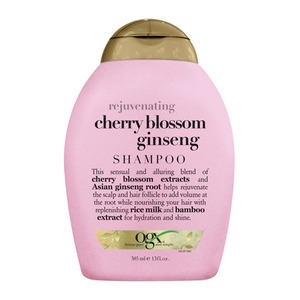 rejuvenating
cherry blossom
ginseng
SHAMPOO
This sensual and alluring blend of
cherry blossom extracts and
Asian ginseng root helps rejuvenate
the scalp and hair follicle to add volume at
the root while nourishing your hair with
replenishing rice milk and bamboo
extract for hydration and shine.
ogx
385 ml e 13 fl. oz.